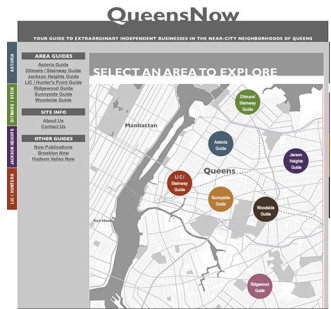 QueensNow
YOUR GUIDE TO EXTRAORDINARY INDEPENDENT BUSINESSES IN THE NEAR-CITY NEIGHBORHOODS OF QUEENS
ASTORIA
DITMARS / STEIN
JACKSON HEIGHTS
LIC / HUNTERS
AREA GUIDES
Astoria Guide
Ditmars / Steinway Guide
Jackson Heights Guide
LIC / Hunter's Point Guide
Ridgewood Guide
Sunnyside Guide
Woodside Guide
SITE INFO
About Us
Contact Us
OTHER GUIDES
Now Publications
Brooklyn Now
Hudson Valley Now
SELECT AN AREA TO EXPLORE
Manhattan
Queens
Ditmars/
Steinway
Guide
Astoria
Guide
Jacson
Heights
Guide
LIC /
Steinway
Guide
Sunnyside
Guide
Woodside
Guide
Ridgewood
Guide